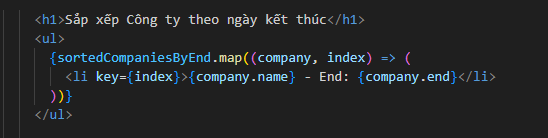 <h1>Sắp xếp Công ty theo ngày kết thúc</h1>
<ul>
{sortedCompaniesByEnd.map((company, index) => (
<li key={index}>{company.name} - End: {company.end}</li>
))}
</ul>